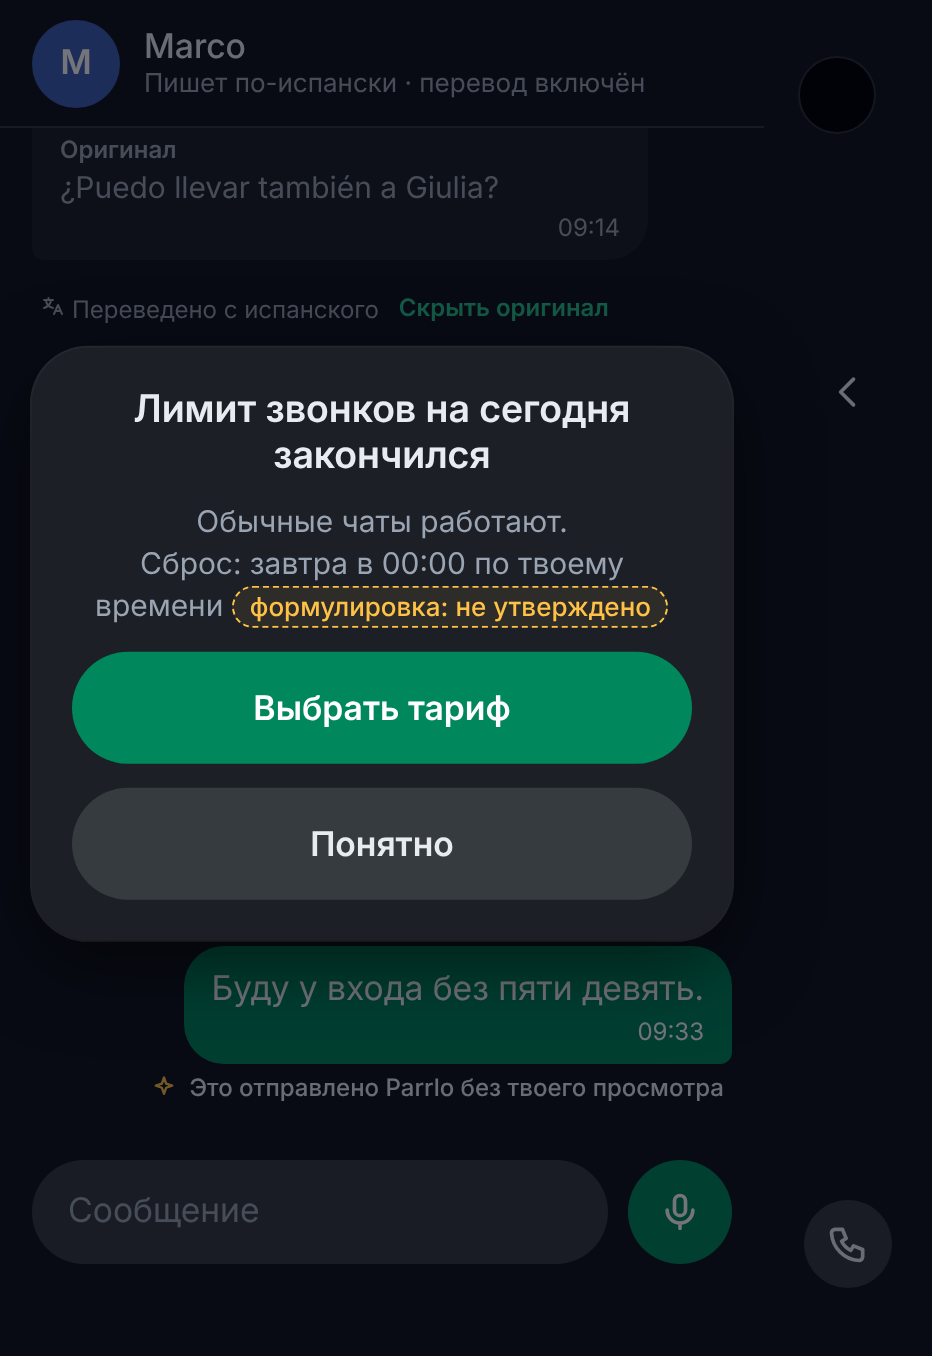 M
Marco
Пишет по-испански · перевод включён
Оригинал
¿Puedo llevar también a Giulia?
09:14
Переведено с испанского Скрыть оригинал
Лимит звонков на сегодня
закончился
Обычные чаты работают.
Сброс: завтра в 00:00 по твоему
времени формулировка: не утверждено
Выбрать тариф
Понятно
Буду у входа без пяти девять.
09:33
Это отправлено Parrlo без твоего просмотра
Сообщение